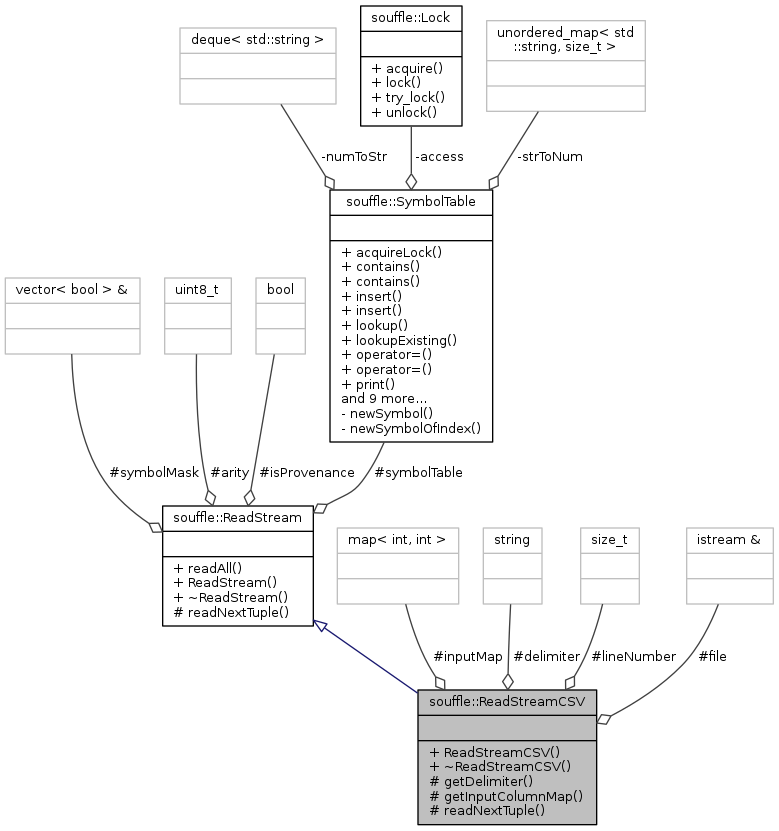 souffle::Lock
+ acquire()
+ lock()
+ try_lock()
+ unlock()
deque< std::string >
unordered_map< std
::string, size_t >
-numToStr
-access
-strToNum
souffle::SymbolTable
+ acquireLock()
+ contains()
+ contains()
+ insert()
+ insert()
+ lookup()
+ lookupExisting()
+ operator=()
+ operator=()
+ print()
and 9 more...
- newSymbol()
- newSymbolOfIndex()
vector< bool > &
uint8_t
bool
#symbolMask
#arity
#isProvenance
#symbolTable
souffle::ReadStream
+ readAll()
+ ReadStream()
+ ~ReadStream()
# readNextTuple()
map< int, int >
string
size_t
istream &
#inputMap
#delimiter
#lineNumber
#file
souffle::ReadStreamCSV
+ ReadStreamCSV()
+ ~ReadStreamCSV()
# getDelimiter()
# getInputColumnMap()
# readNextTuple()